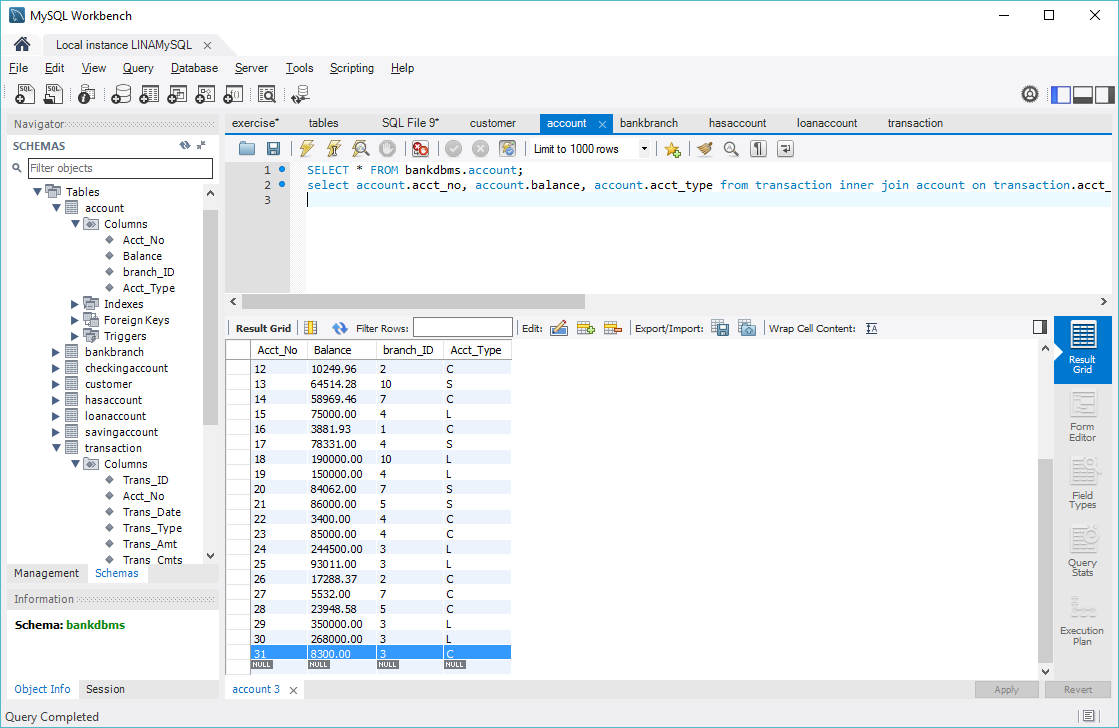 MySQL Workbench
Local instance LINAMySQL
File Edit View Query Database Server Tools Scripting Help
Navigator
SCHEMAS
Filter objects
Tables
account
Columns
Acct_No
Balance
branch_ID
Acct_Type
Indexes
Foreign Keys
Triggers
bankbranch
checkingaccount
customer
hasaccount
loanaccount
savingaccount
transaction
Columns
Trans_ID
Acct_No
Trans_Date
Trans_Type
Trans_Amt
Trans_Cmts
Management Schemas
Information
Schema: bankdbms
Object Info Session
exercise* tables SQL File 9* customer account bankbranch hasaccount loanaccount transaction
Limit to 1000 rows
1 SELECT * FROM bankdbms.account;
2 select account.acct_no, account.balance, account.acct_type from transaction inner join account on transaction.acct_
3
Result Grid Filter Rows: Edit: Export/Import: Wrap Cell Content:
Acct_No Balance branch_ID Acct_Type
12 10249.96 2 C
13 64514.28 10 S
14 58969.46 7 C
15 75000.00 4 L
16 3881.93 1 C
17 78331.00 4 S
18 190000.00 10 L
19 150000.00 4 L
20 84062.00 7 S
21 86000.00 5 S
22 3400.00 4 C
23 85000.00 4 C
24 244500.00 3 L
25 93011.00 3 L
26 17288.37 2 C
27 5532.00 7 C
28 23948.58 5 C
29 350000.00 3 L
30 268000.00 3 L
31 8300.00 3 C
NULL NULL NULL NULL
Result
Grid
Form
Editor
Field
Types
Query
Stats
Execution
Plan
account 3
Apply Revert
Query Completed